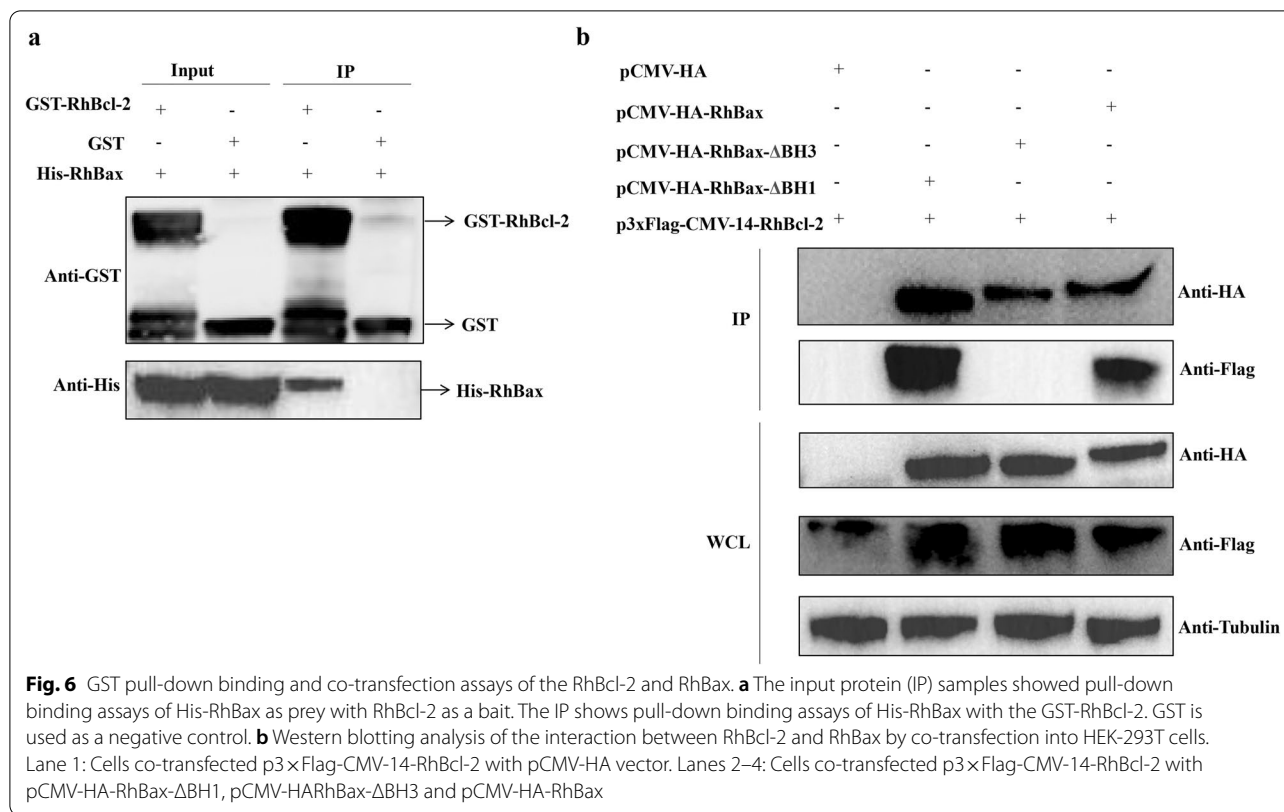 a
Input IP
GST-RhBcl-2 + - + -
GST - + - +
His-RhBax + + + +
GST-RhBcl-2
Anti-GST
GST
Anti-His
His-RhBax
b
pCMV-HA + - - -
pCMV-HA-RhBax - - - +
pCMV-HA-RhBax-ΔBH3 - - + -
pCMV-HA-RhBax-ΔBH1 - + - -
p3xFlag-CMV-14-RhBcl-2 + + + +
Anti-HA
IP
Anti-Flag
Anti-HA
WCL
Anti-Flag
Anti-Tubulin
Fig. 6 GST pull-down binding and co-transfection assays of the RhBcl-2 and RhBax. a The input protein (IP) samples showed pull-down
binding assays of His-RhBax as prey with RhBcl-2 as a bait. The IP shows pull-down binding assays of His-RhBax with the GST-RhBcl-2. GST is
used as a negative control. b Western blotting analysis of the interaction between RhBcl-2 and RhBax by co-transfection into HEK-293T cells.
Lane 1: Cells co-transfected p3×Flag-CMV-14-RhBcl-2 with pCMV-HA vector. Lanes 2–4: Cells co-transfected p3×Flag-CMV-14-RhBcl-2 with
pCMV-HA-RhBax-ΔBH1, pCMV-HARhBax-ΔBH3 and pCMV-HA-RhBax